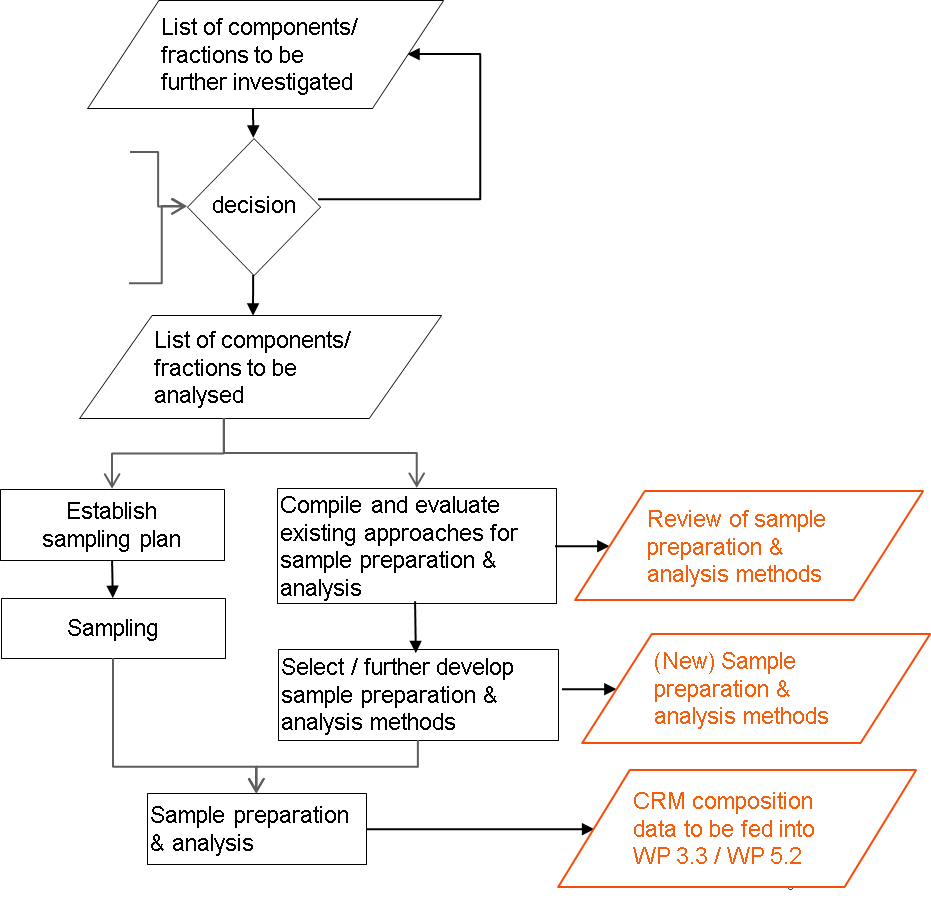 List of components/
fractions to be
further investigated
decision
List of components/
fractions to be
analysed
Establish
sampling plan
Sampling
Compile and evaluate
existing approaches for
sample preparation &
analysis
Review of sample
preparation &
analysis methods
Select / further develop
sample preparation &
analysis methods
(New) Sample
preparation &
analysis methods
Sample preparation
& analysis
CRM composition
data to be fed into
WP 3.3 / WP 5.2